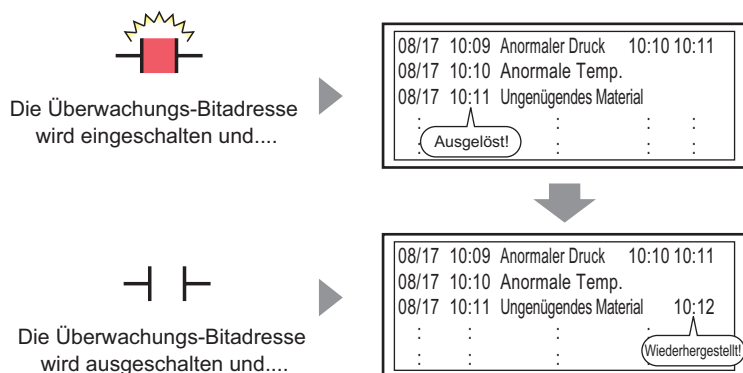 Die Überwachungs-Bitadresse
wird eingeschalten und....
08/17 10:09 Anormaler Druck 10:10 10:11
08/17 10:10 Anormale Temp.
08/17 10:11 Ungenügendes Material
: : : :
Ausgelöst!
: : : :
Die Überwachungs-Bitadresse
wird ausgeschalten und....
08/17 10:09 Anormaler Druck 10:10 10:11
08/17 10:10 Anormale Temp.
08/17 10:11 Ungenügendes Material 10:12
: : : :
Wiederhergestellt!
: : :